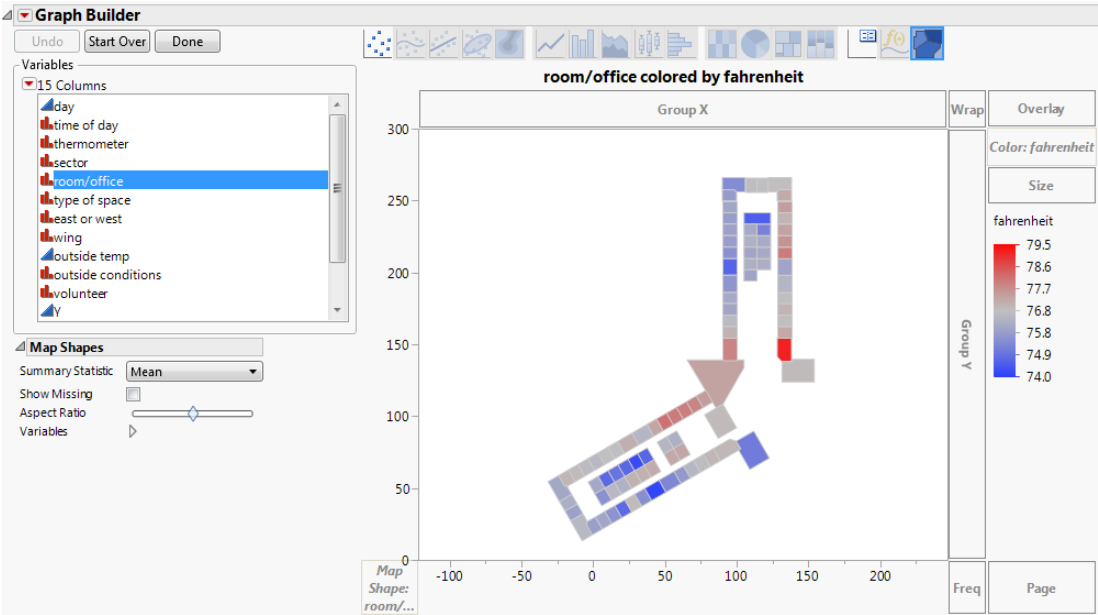 Graph Builder
Undo
Start Over
Done
Variables
15 Columns
day
time of day
thermometer
sector
room/office
type of space
east or west
wing
outside temp
outside conditions
volunteer
Y
Map Shapes
Summary Statistic
Mean
Show Missing
Aspect Ratio
Variables
room/office colored by fahrenheit
Group X
Wrap
Overlay
Color: fahrenheit
Size
fahrenheit
79.5
78.6
77.7
76.8
75.8
74.9
74.0
300
250
200
150
100
50
0
Group Y
-100
-50
0
50
100
150
200
Map
Shape:
room/...
Freq
Page